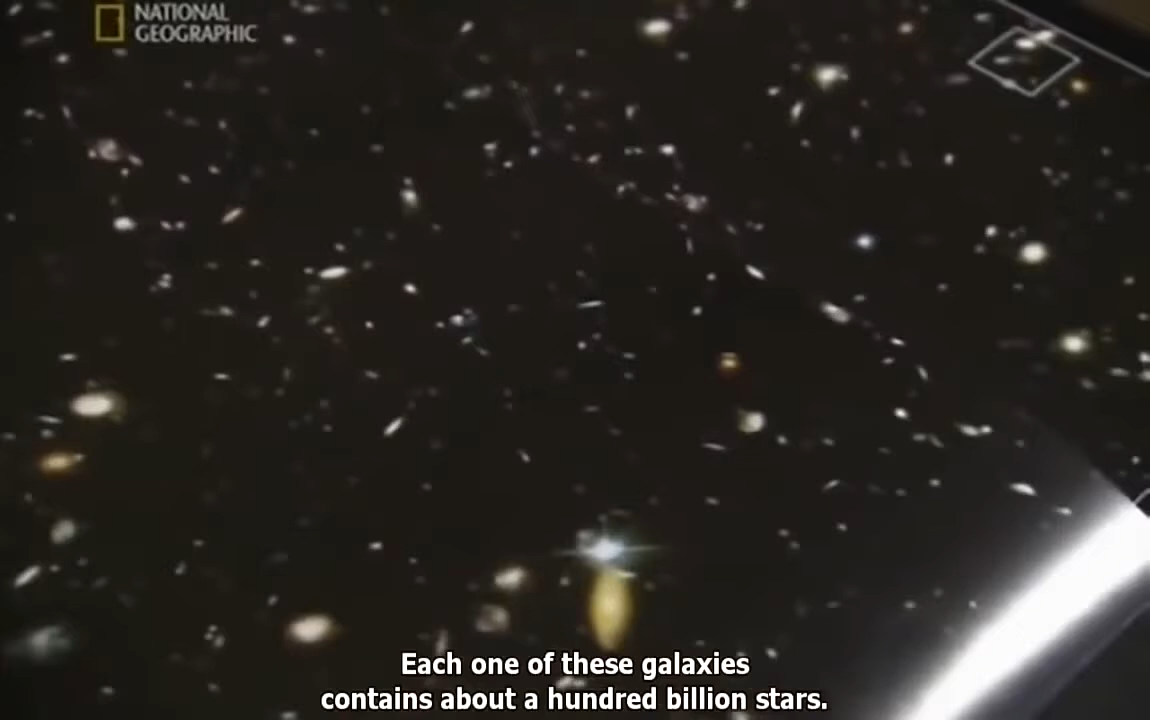 NATIONAL
GEOGRAPHIC
Each one of these galaxies
contains about a hundred billion stars.